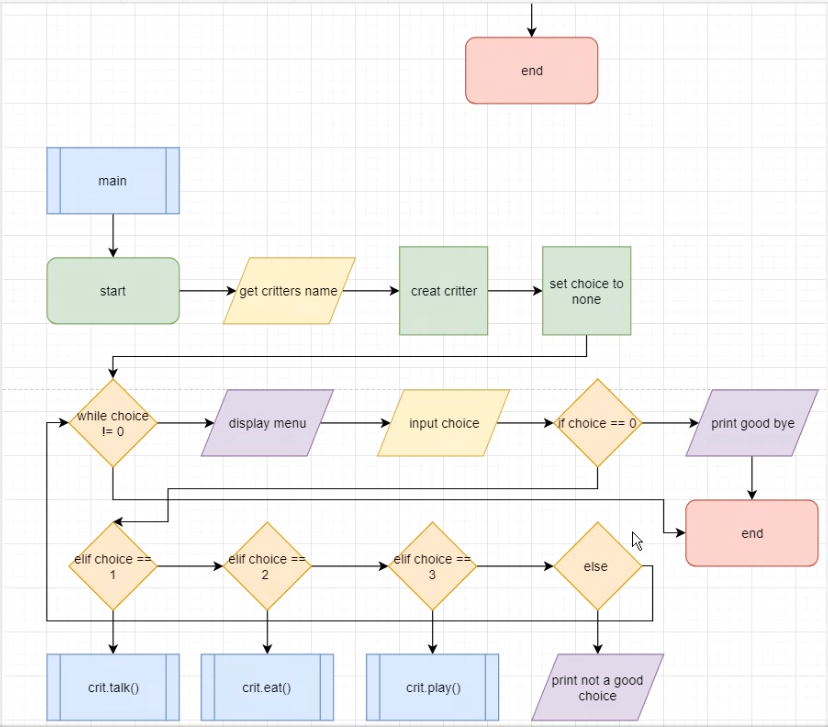 end
main
start
get critters name
creat critter
set choice to
none
while choice
!= 0
display menu
input choice
if choice == 0
print good bye
end
elif choice ==
1
elif choice ==
2
elif choice ==
3
else
crit.talk()
crit.eat()
crit.play()
print not a good
choice